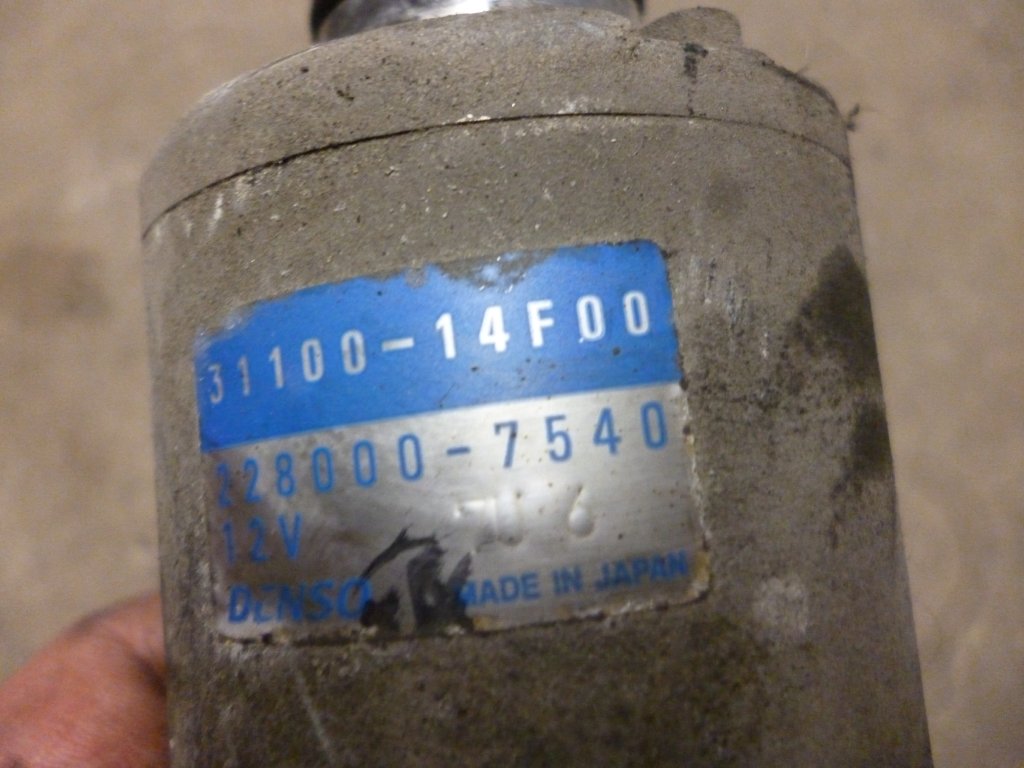 31100-14F00
228000-7540
12V
DENSO MADE IN JAPAN